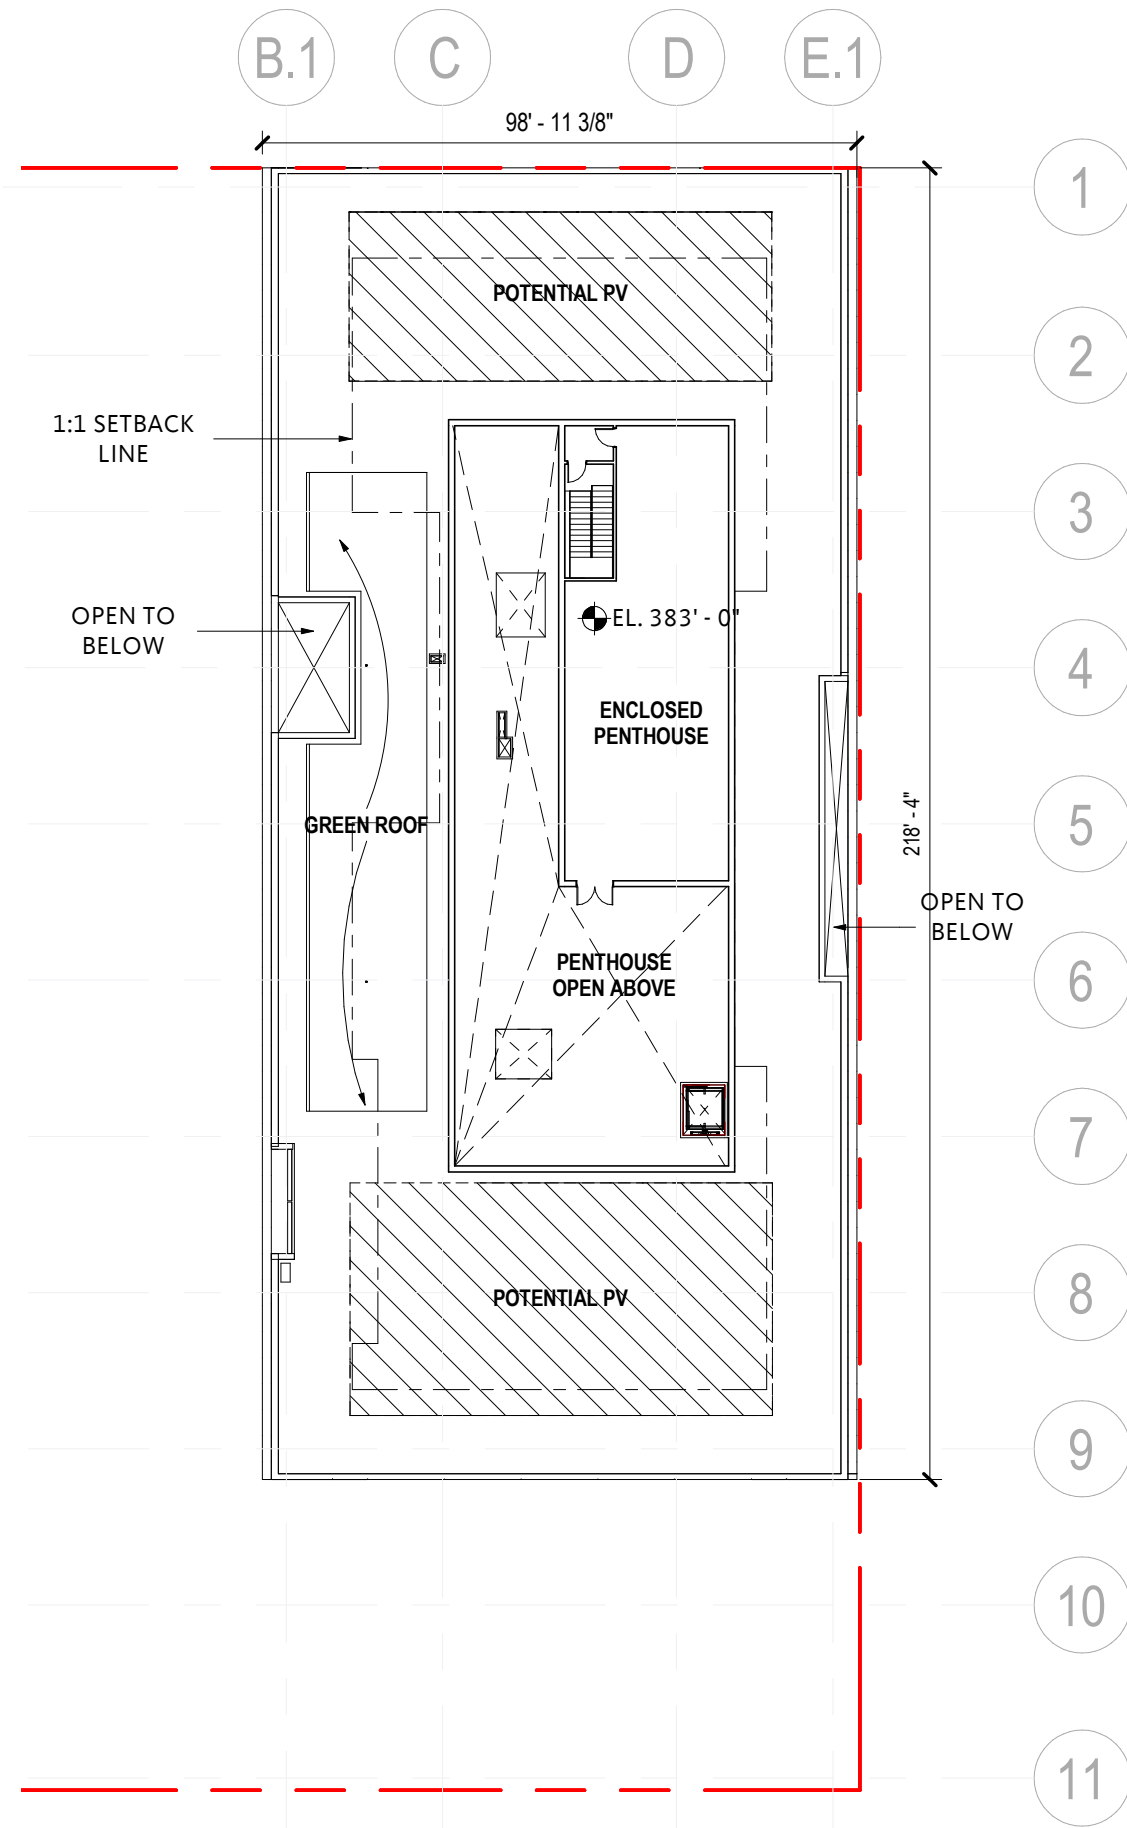 B.1
C
D
E.1
98' - 11 3/8"
1
POTENTIAL PV
2
1:1 SETBACK
LINE
3
OPEN TO
BELOW
EL. 383' - 0"
4
ENCLOSED
PENTHOUSE
GREEN ROOF
218' - 4"
5
OPEN TO
BELOW
PENTHOUSE
OPEN ABOVE
6
7
POTENTIAL PV
8
9
10
11